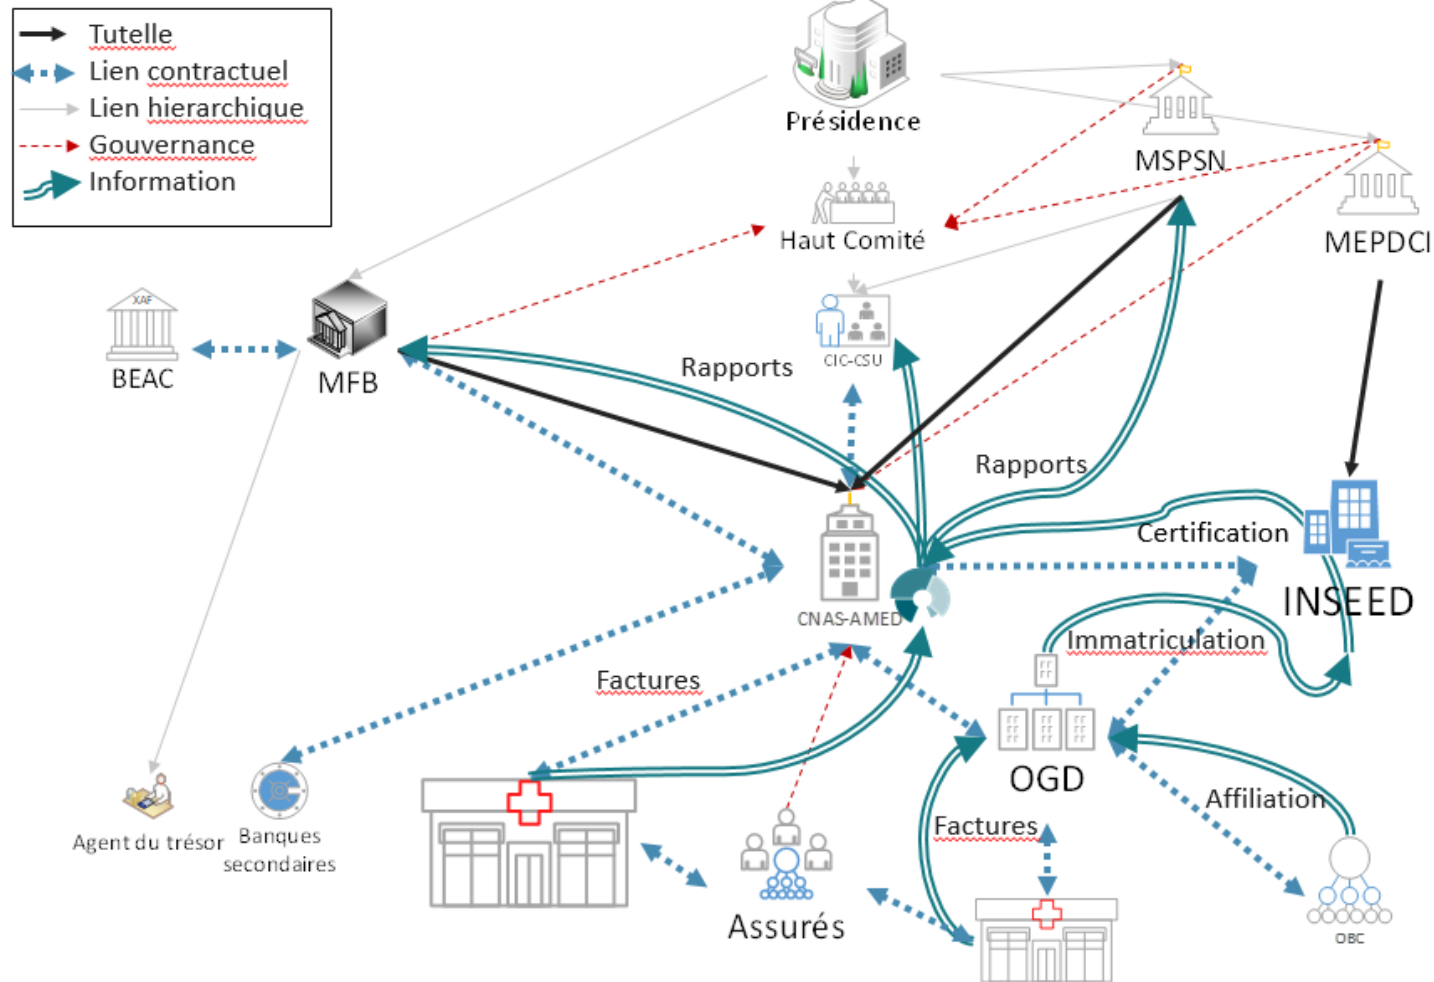 Tutelle
Lien contractuel
Lien hierarchique
Gouvernance
Information
Présidence
MSPSN
MEPDCI
Haut Comité
XAF
BEAC
MFB
Rapports
CIC-CSU
Rapports
Certification
INSEED
CNAS-AMED
Immatriculation
Factures
OGD
Affiliation
Factures
Agent du trésor
Banques
secondaires
Assurés
OBC